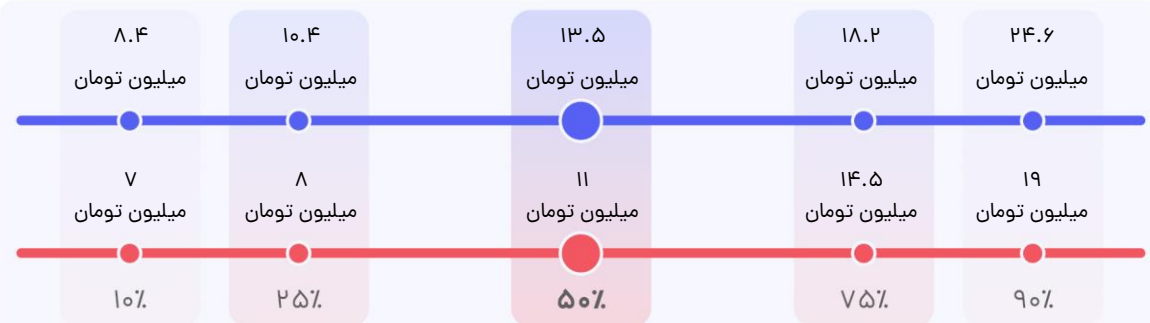 ۸.۴ ۱۰.۴ ۱۳.۵ ۱۸.۲ ۲۴.۶
میلیون تومان میلیون تومان میلیون تومان میلیون تومان میلیون تومان
۷ ۸ ۱۱ ۱۴.۵ ۱۹
میلیون تومان میلیون تومان میلیون تومان میلیون تومان میلیون تومان
۱۰٪ ۲۵٪ ۵۰٪ ۷۵٪ ۹۰٪